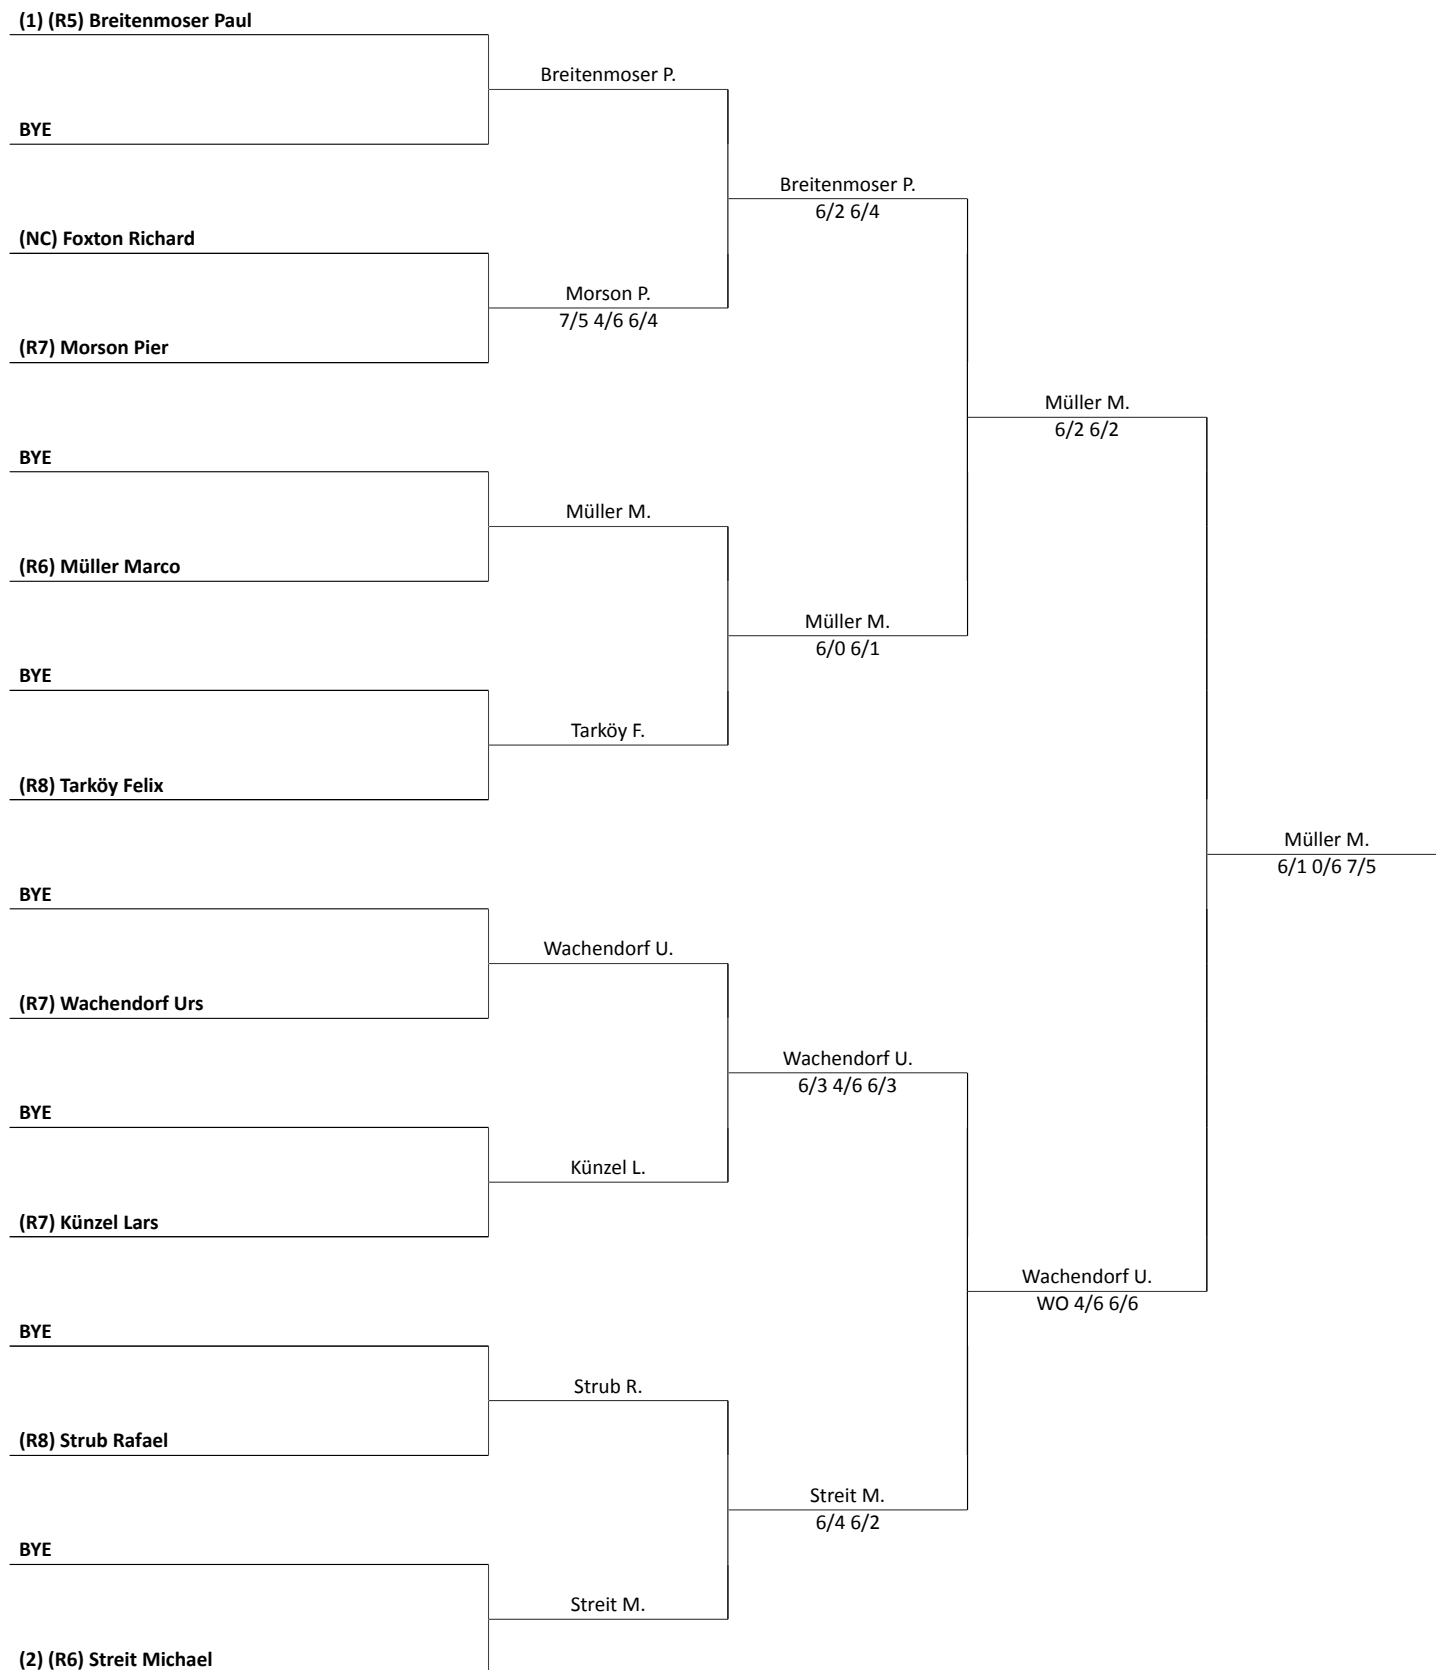 (1) (R5) Breitenmoser Paul
Breitenmoser P.
BYE
Breitenmoser P.
6/2 6/4
(NC) Foxton Richard
Morson P.
7/5 4/6 6/4
(R7) Morson Pier
Müller M.
6/2 6/2
BYE
Müller M.
(R6) Müller Marco
Müller M.
6/0 6/1
BYE
Tarköy F.
(R8) Tarköy Felix
Müller M.
6/1 0/6 7/5
BYE
Wachendorf U.
(R7) Wachendorf Urs
Wachendorf U.
6/3 4/6 6/3
BYE
Künzel L.
(R7) Künzel Lars
Wachendorf U.
WO 4/6 6/6
BYE
Strub R.
(R8) Strub Rafael
Streit M.
6/4 6/2
BYE
Streit M.
(2) (R6) Streit Michael